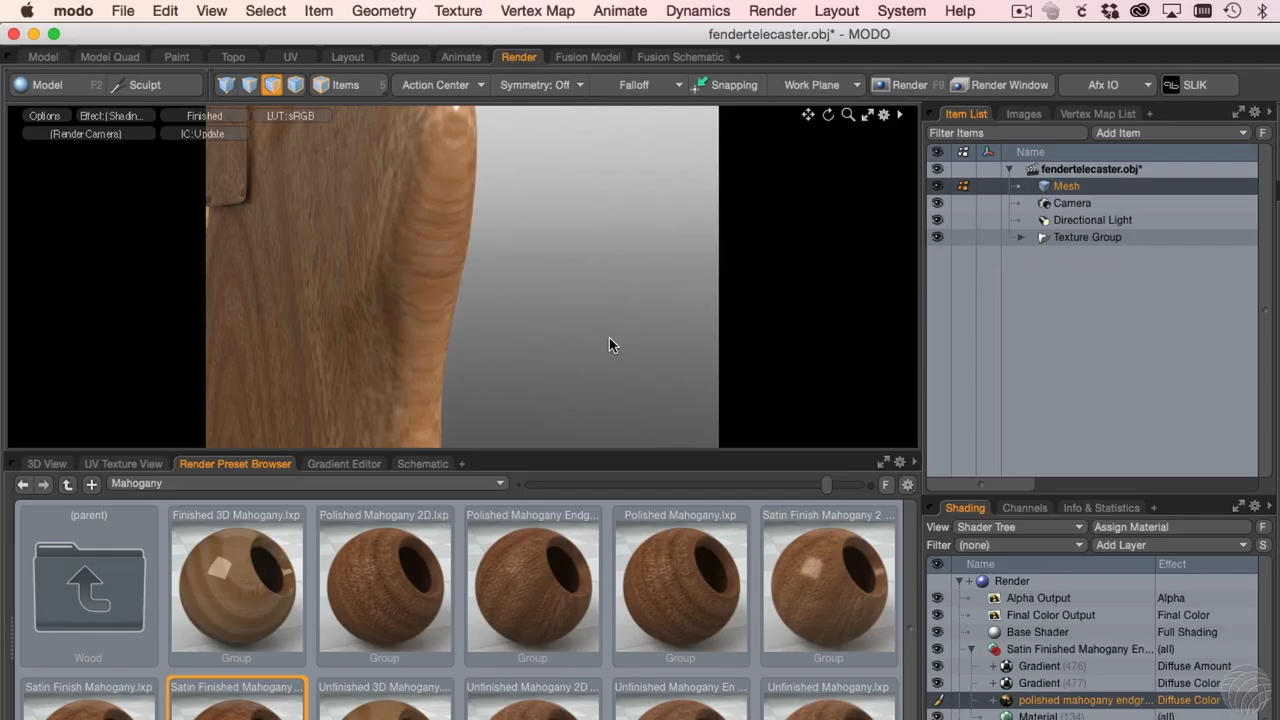 modo File Edit View Select Item Geometry Texture Vertex Map Animate Dynamics Render Layout System Help
fendertelecaster.obj* - MODO
Model Model Quad Paint Topo UV Layout Setup Animate Render Fusion Model Fusion Schematic +
Model F2 Sculpt Items 5 Action Center Symmetry: Off Falloff Snapping Work Plane Render F9 Render Window Afx IO SLIK
Options Effect:( Shadin... Finished LUT:sRGB
(Render Camera) IC:Update
Item List Images Vertex Map List +
Filter Items Add Item F
Name
fendertelecaster.obj*
Mesh
Camera
Directional Light
Texture Group
3D View UV Texture View Render Preset Browser Gradient Editor Schematic +
Mahogany F
(parent) Finished 3D Mahogany.lxp Polished Mahogany 2D.lxp Polished Mahogany Endg... Polished Mahogany.lxp Satin Finish Mahogany 2 ...
Wood Group Group Group Group Group
Satin Finish Mahogany.lxp Satin Finished Mahogany... Unfinished 3D Mahogany.... Unfinished Mahogany 2D ... Unfinished Mahogany En ... Unfinished Mahogany.lxp
Shading Channels Info & Statistics +
View Shader Tree Assign Material F
Filter (none) Add Layer S
Name Effect
Render
Alpha Output Alpha
Final Color Output Final Color
Base Shader Full Shading
Satin Finished Mahogany En... (all)
Gradient (476) Diffuse Amount
Gradient (477) Diffuse Color
polished mahogany endgr... Diffuse Color
Material (134) (all)